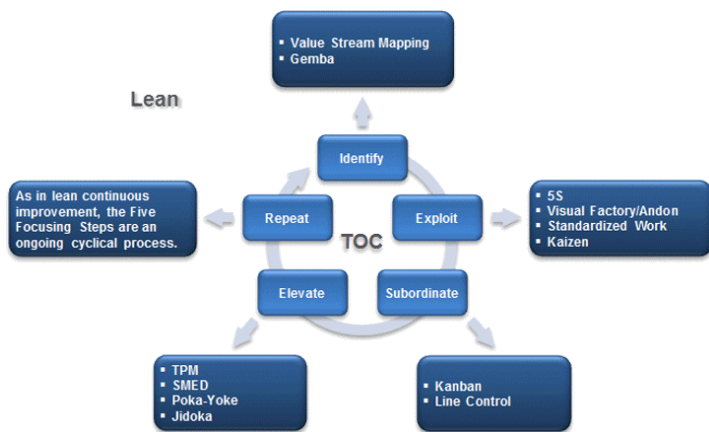 ▪ Value Stream Mapping
▪ Gemba
Lean
Identify
As in lean continuous
improvement, the Five
Focusing Steps are an
ongoing cyclical process.
Repeat
TOC
Exploit
▪ 5S
▪ Visual Factory/Andon
▪ Standardized Work
▪ Kaizen
Elevate
Subordinate
▪ TPM
▪ SMED
▪ Poka-Yoke
▪ Jidoka
▪ Kanban
▪ Line Control